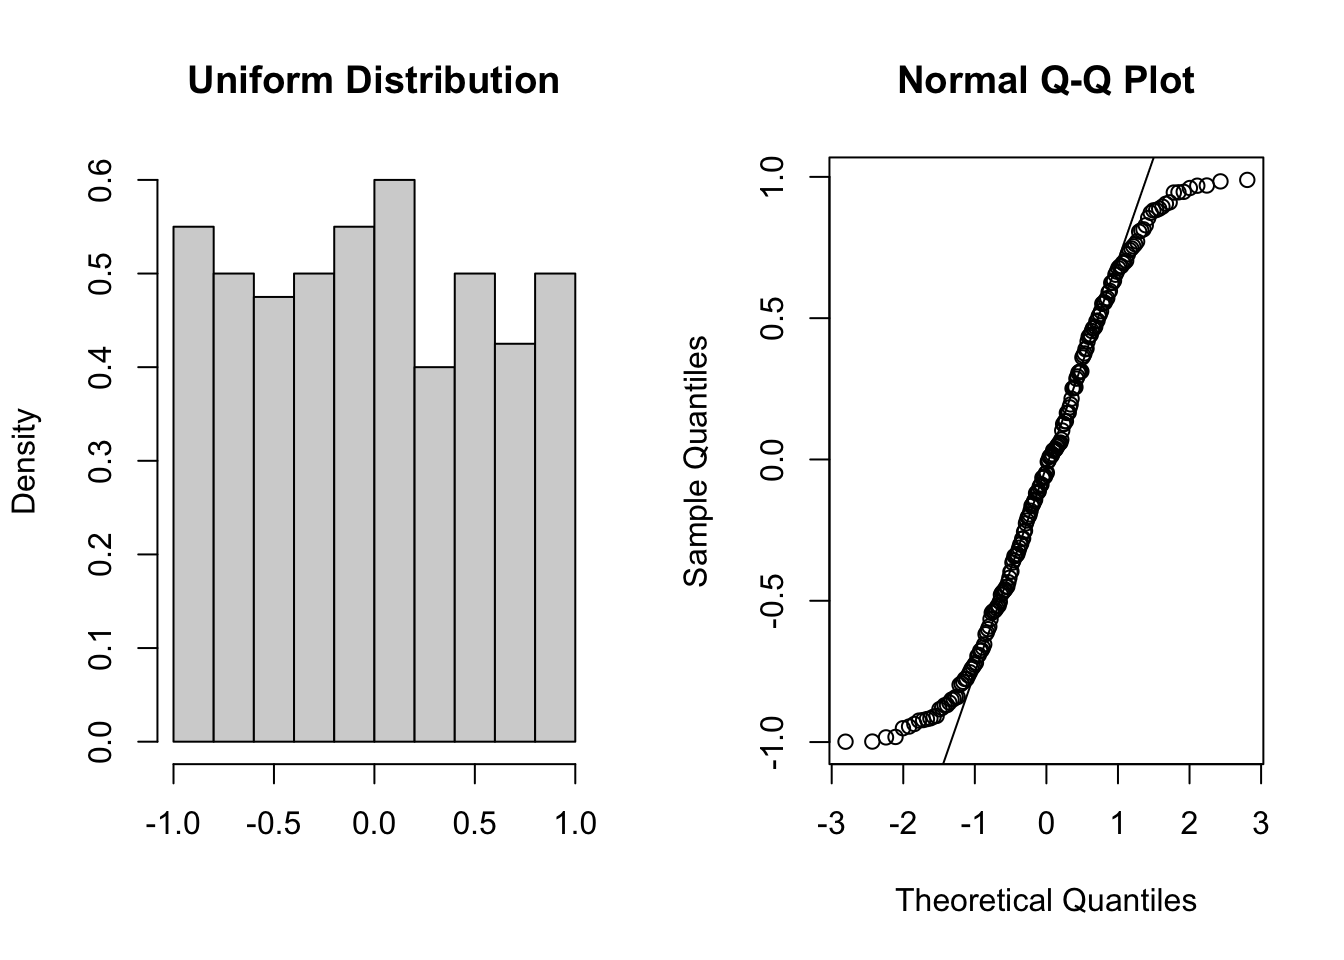 Uniform Distribution
Density
0.0 0.1 0.2 0.3 0.4 0.5 0.6
-1.0 -0.5 0.0 0.5 1.0
Normal Q-Q Plot
Sample Quantiles
-1.0 -0.5 0.0 0.5 1.0
-3 -2 -1 0 1 2 3
Theoretical Quantiles